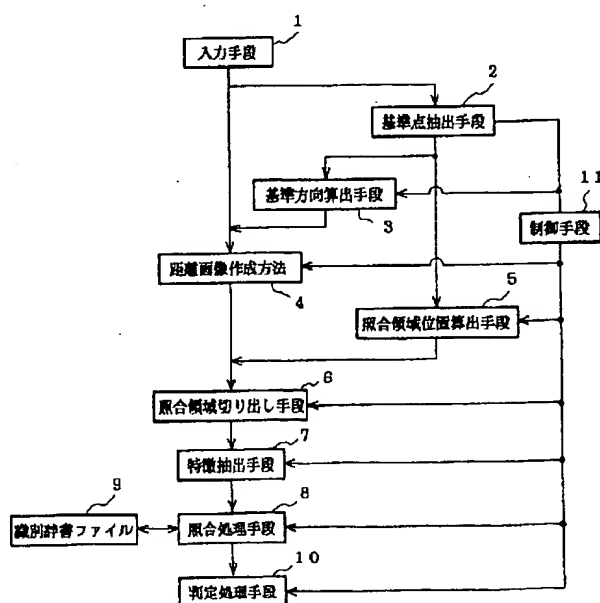 1
入力手段
2
基準点抽出手段
基準方向算出手段
3
11
制御手段
距離画像作成方法
4
5
照合領域位置算出手段
6
照合領域切り出し手段
7
特徴抽出手段
9
識別辞書ファイル
8
照合処理手段
10
判定処理手段